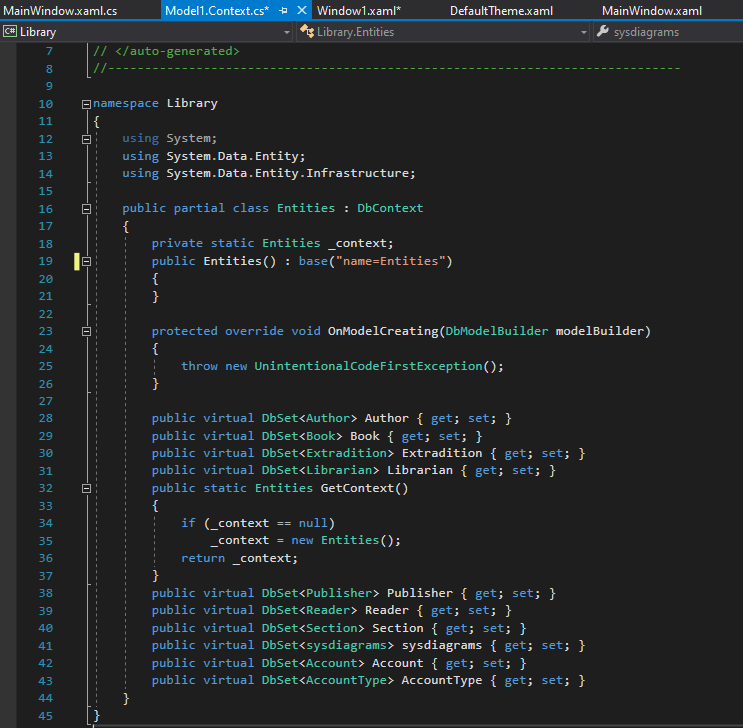 MainWindow.xaml.cs Model1.Context.cs* Window1.xaml* DefaultTheme.xaml MainWindow.xaml
C# Library Library.Entities sysdiagrams
7 // </auto-generated>
8 //------------------------------------------------------------------------------
9
10 namespace Library
11 {
12 using System;
13 using System.Data.Entity;
14 using System.Data.Entity.Infrastructure;
15
16 public partial class Entities : DbContext
17 {
18 private static Entities _context;
19 public Entities() : base("name=Entities")
20 {
21 }
22
23 protected override void OnModelCreating(DbModelBuilder modelBuilder)
24 {
25 throw new UnintentionalCodeFirstException();
26 }
27
28 public virtual DbSet<Author> Author { get; set; }
29 public virtual DbSet<Book> Book { get; set; }
30 public virtual DbSet<Extradition> Extradition { get; set; }
31 public virtual DbSet<Librarian> Librarian { get; set; }
32 public static Entities GetContext()
33 {
34 if (_context == null)
35 _context = new Entities();
36 return _context;
37 }
38 public virtual DbSet<Publisher> Publisher { get; set; }
39 public virtual DbSet<Reader> Reader { get; set; }
40 public virtual DbSet<Section> Section { get; set; }
41 public virtual DbSet<sysdiagrams> sysdiagrams { get; set; }
42 public virtual DbSet<Account> Account { get; set; }
43 public virtual DbSet<AccountType> AccountType { get; set; }
44 }
45 }